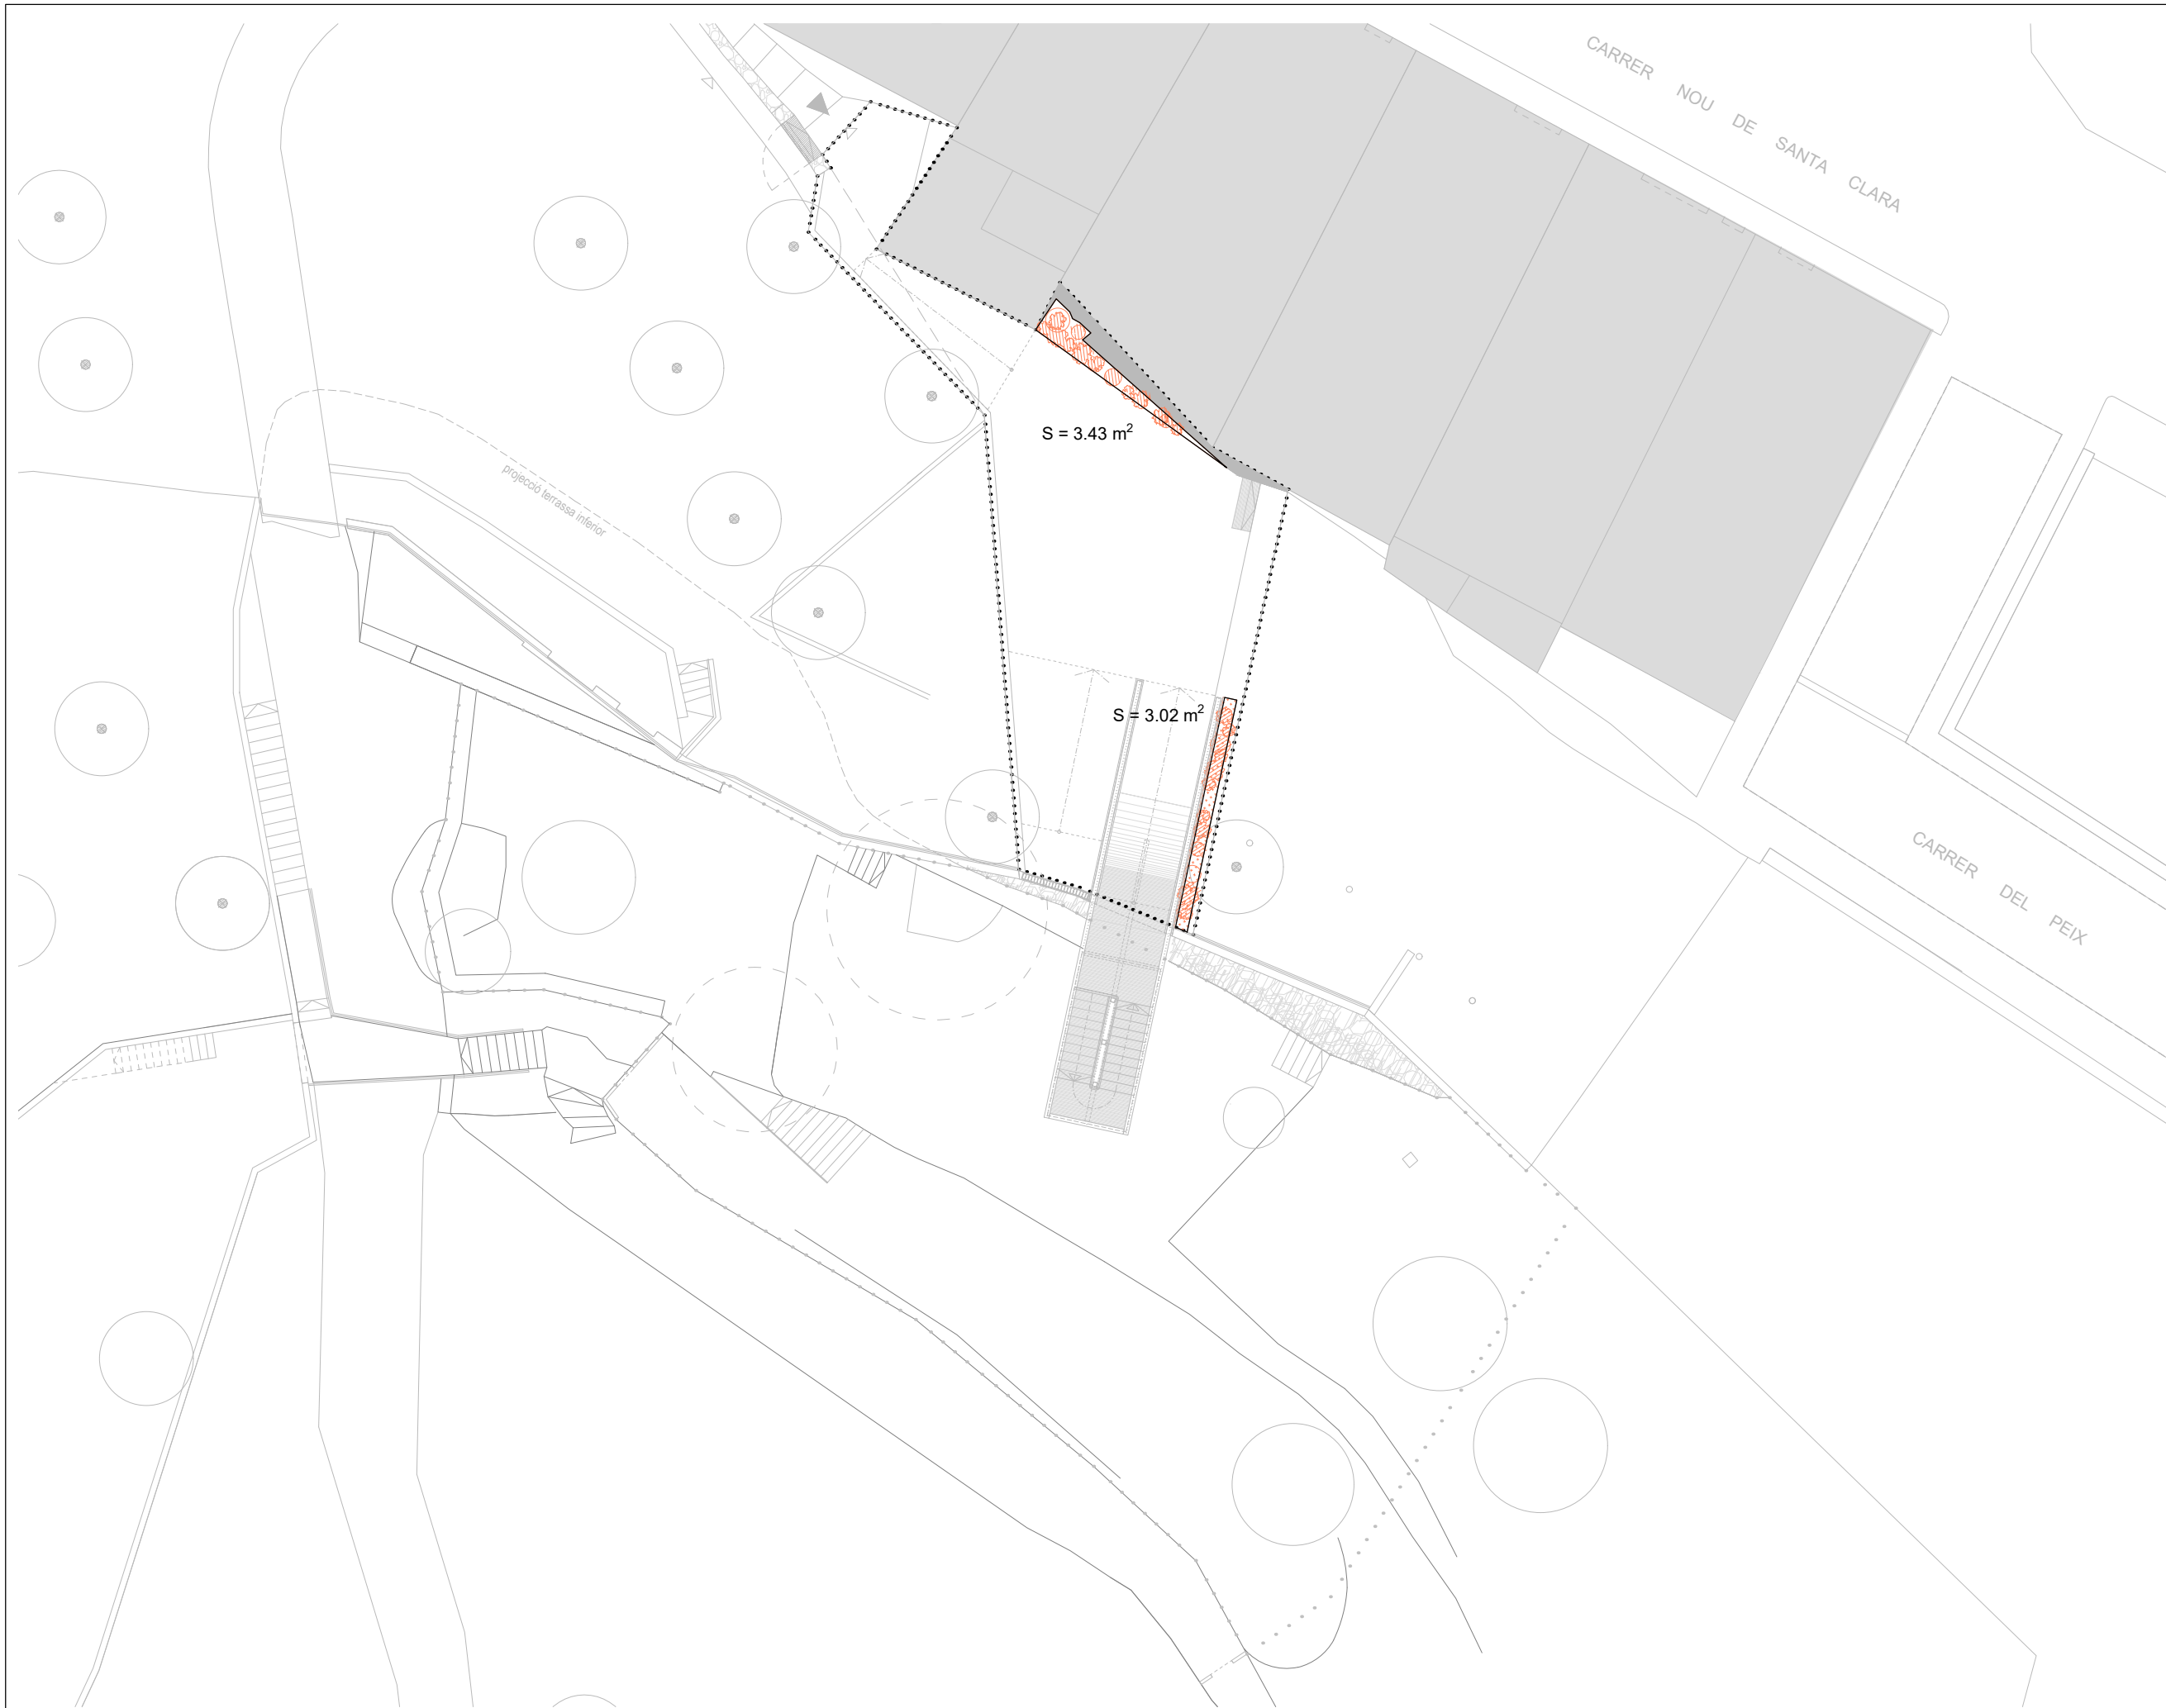 CARRER NOU DE SANTA CLARA
S = 3.43 m²
projecció terrassa inferior
S = 3.02 m²
CARRER DEL PEIX